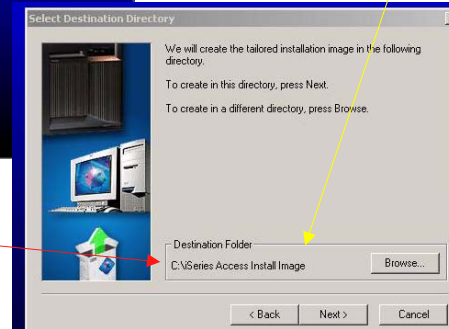 Select Destination Directory
We will create the tailored installation image in the following
directory.
To create in this directory, press Next.
To create in a different directory, press Browse.
Destination Folder
C:\iSeries Access Install Image
Browse...
< Back
Next >
Cancel